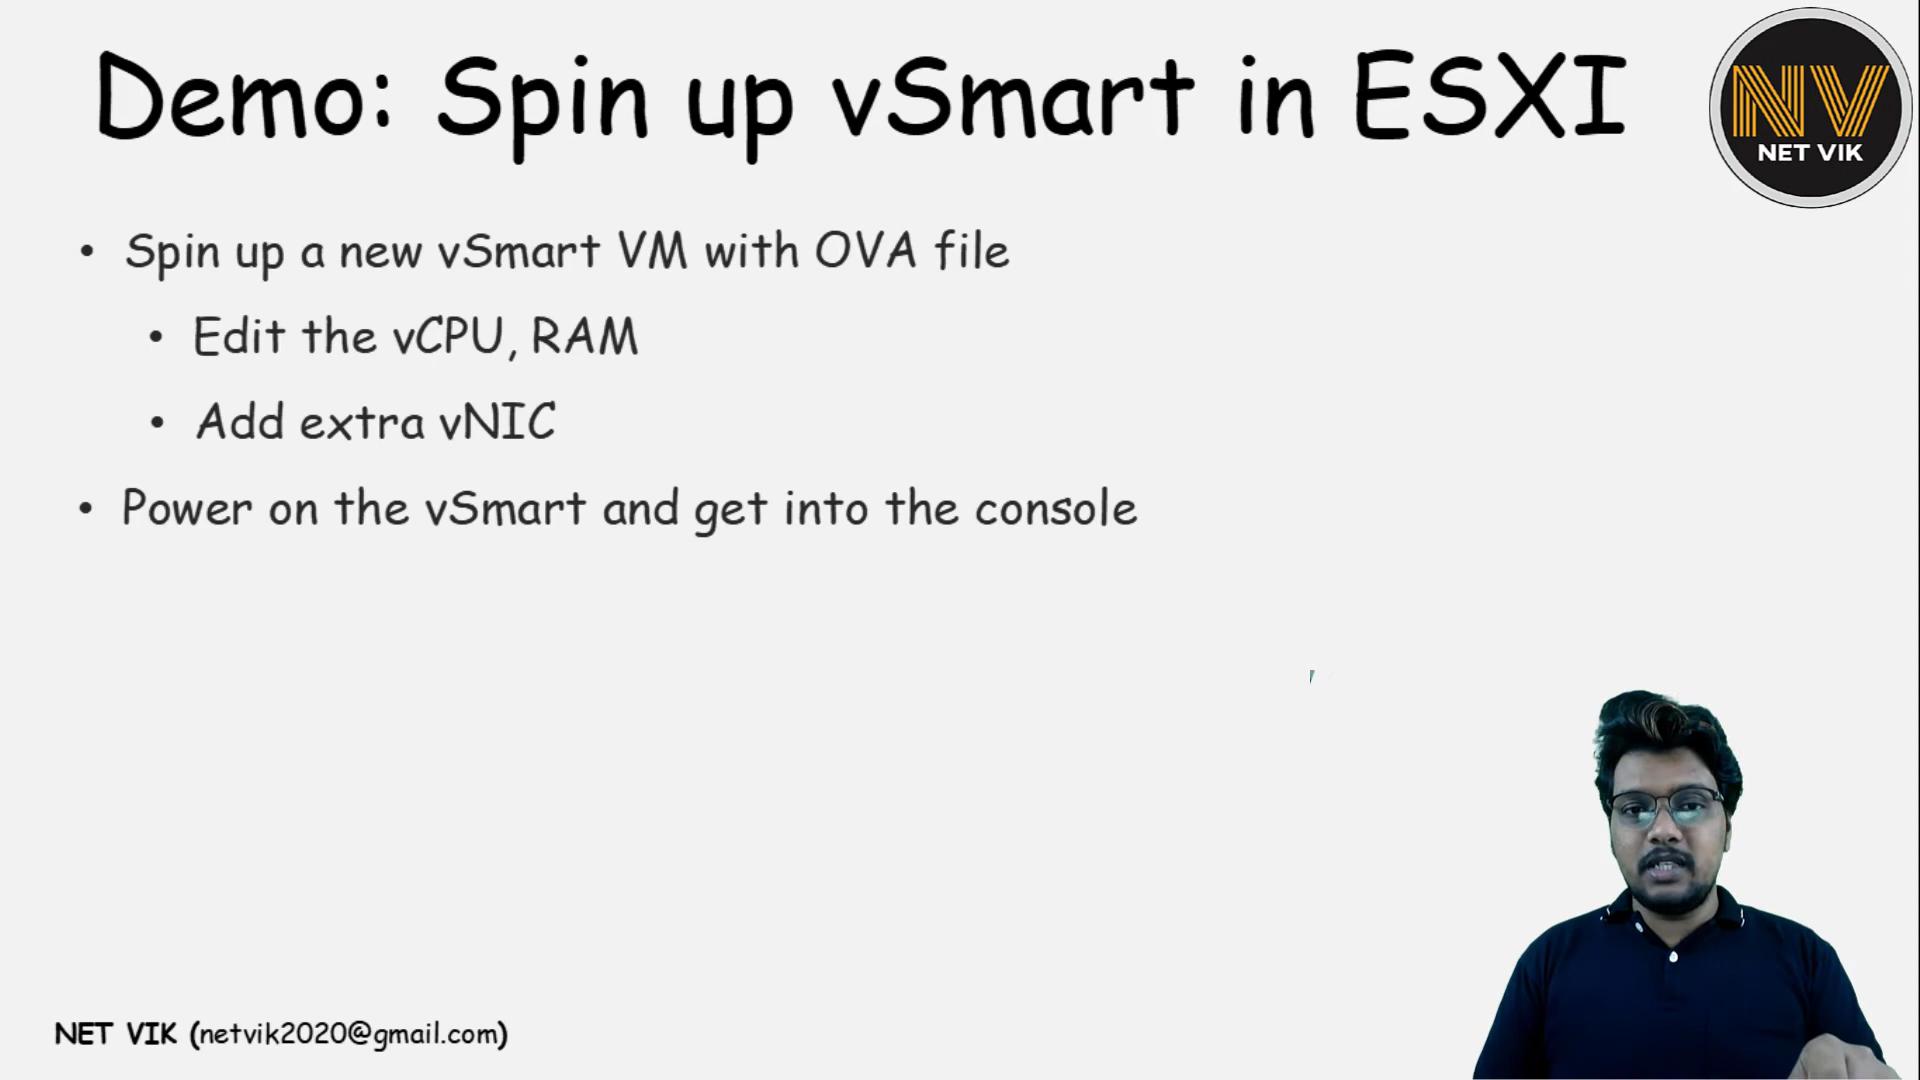 Demo: Spin up vSmart in ESXI
NV
NET VIK
• Spin up a new vSmart VM with OVA file
• Edit the vCPU, RAM
• Add extra vNIC
• Power on the vSmart and get into the console
NET VIK (netvik2020@gmail.com)